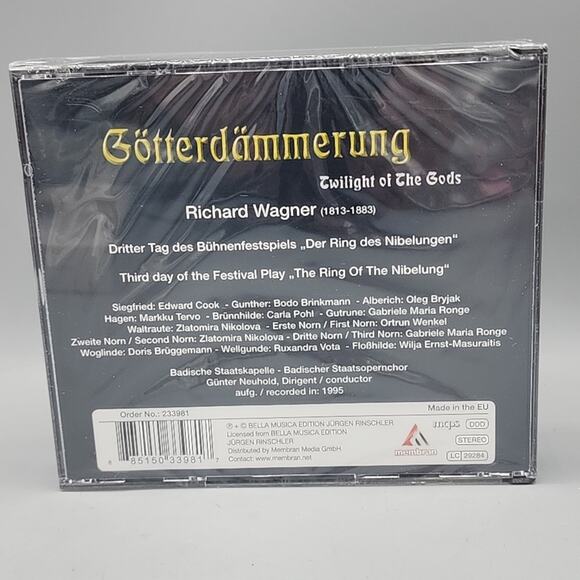 Götterdämmerung
Twilight of The Gods
Richard Wagner (1813-1883)
Dritter Tag des Bühnenfestspiels „Der Ring des Nibelungen“
Third day of the Festival Play „The Ring Of The Nibelung“
Siegfried: Edward Cook - Gunther: Bodo Brinkmann - Alberich: Oleg Bryjak
Hagen: Markku Tervo - Brünnhilde: Carla Pohl - Gutrune: Gabriele Maria Ronge
Waltraute: Zlatomira Nikolova - Erste Norn / First Norn: Ortrun Wenkel
Zweite Norn / Second Norn: Zlatomira Nikolova - Dritte Norn / Third Norn: Gabriele Maria Ronge
Woglinde: Doris Brüggemann - Wellgunde: Ruxandra Vota - Floßhilde: Wilja Ernst-Masuraitis
Badische Staatskapelle - Badischer Staatsopernchor
Günter Neuhold, Dirigent / conductor
aufg. / recorded in: 1995
Order No.: 233981
Made in the EU
8 85150 33981 7
℗ + © BELLA MUSICA EDITION JÜRGEN RINSCHLER
Licensed from BELLA MUSICA EDITION
JÜRGEN RINSCHLER
Distributed by Membran Media GmbH
Contact: www.membran.net
membran
mcps DDD
STEREO
LC 29284